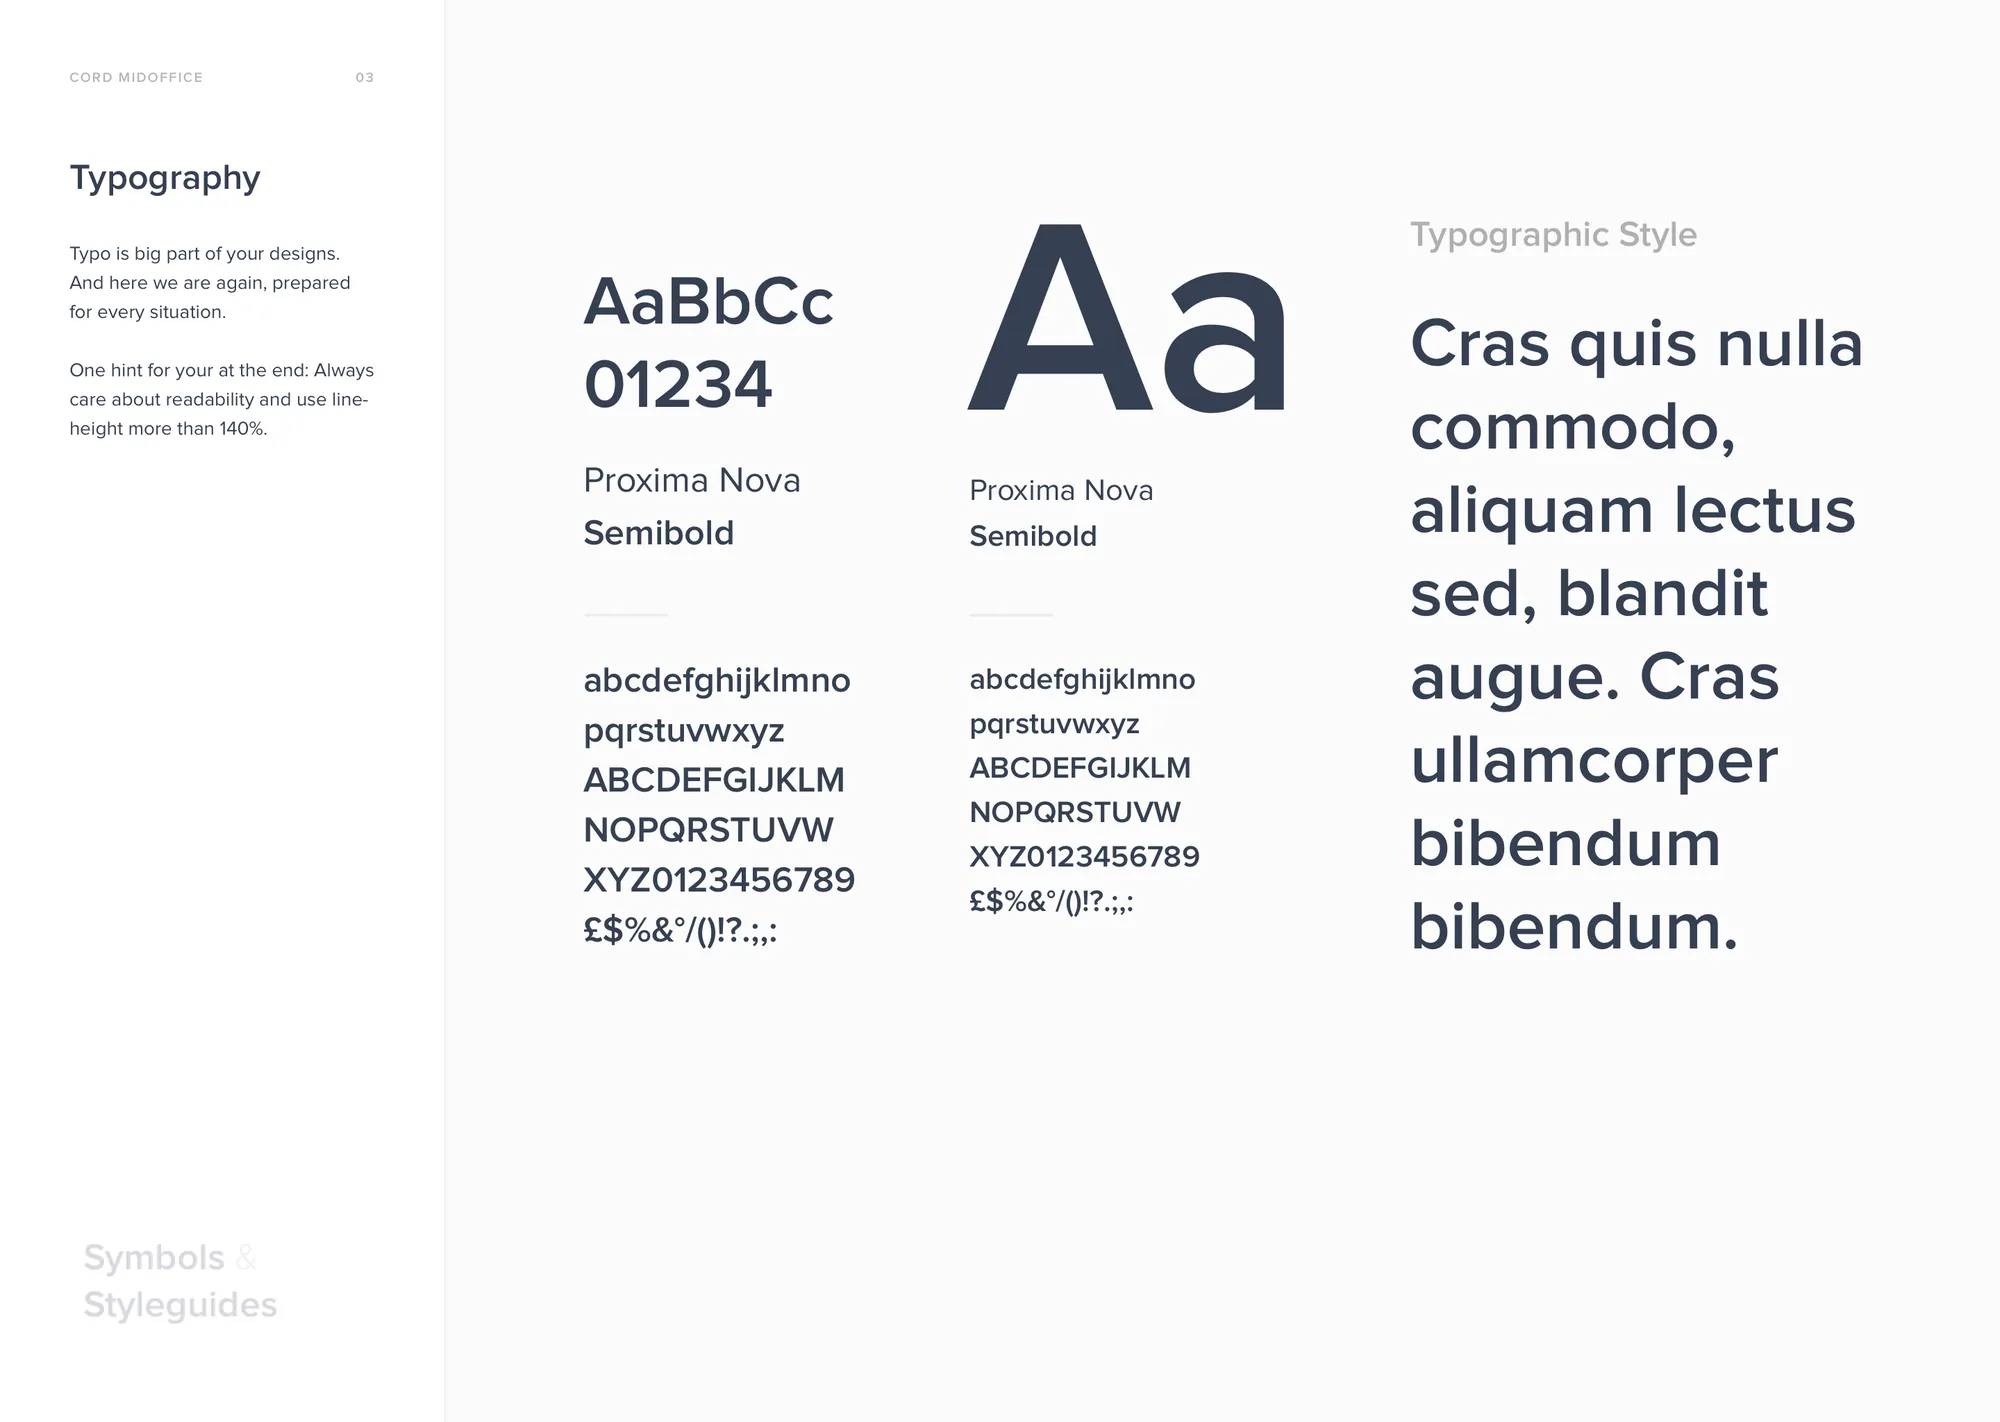 CORD MIDOFFICE 03
Typography
Typo is big part of your designs.
And here we are again, prepared
for every situation.
One hint for your at the end: Always
care about readability and use line-
height more than 140%.
Symbols &
Styleguides
AaBbCc
01234
Proxima Nova
Semibold
abcdefghijklmno
pqrstuvwxyz
ABCDEFGIJKLM
NOPQRSTUVW
XYZ0123456789
£$%&°/()!?.;,:
Aa
Proxima Nova
Semibold
abcdefghijklmno
pqrstuvwxyz
ABCDEFGIJKLM
NOPQRSTUVW
XYZ0123456789
£$%&°/()!?.;,:
Typographic Style
Cras quis nulla
commodo,
aliquam lectus
sed, blandit
augue. Cras
ullamcorper
bibendum
bibendum.